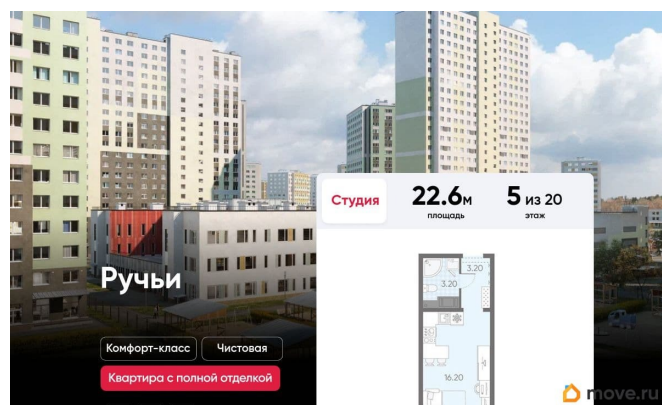 Студия
22.6м
площадь
5 из 20
этаж
3.20
3.20
16.20
Ручьи
Комфорт-класс
Чистовая
Квартира с полной отделкой
move.ru